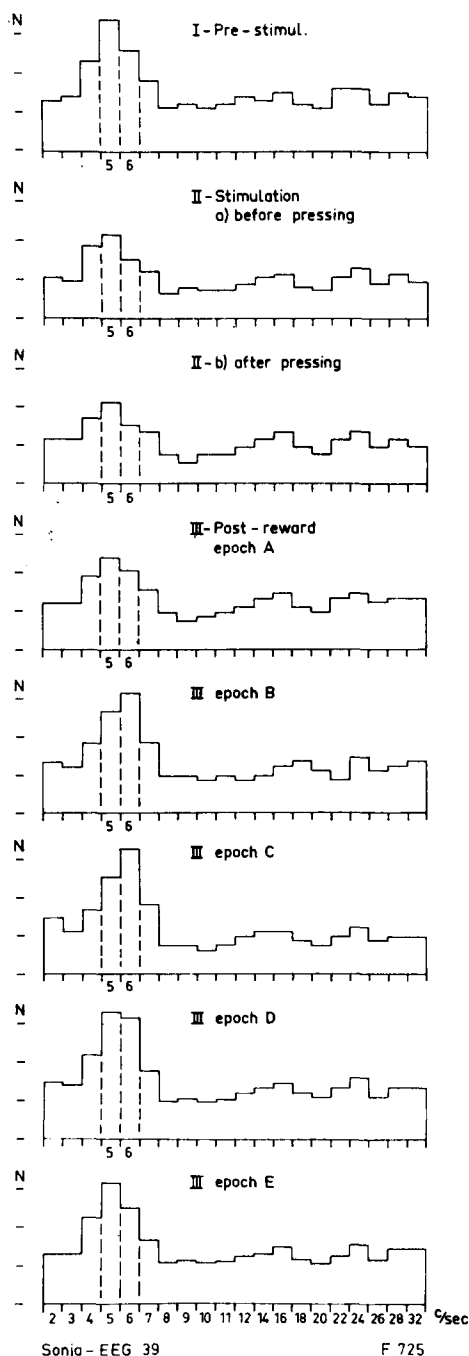 N
I - Pre - stimul.
5 6
N
II - Stimulation
a) before pressing
5 6
N
II - b) after pressing
5 6
N
III - Post - reward
epoch A
5 6
N
III epoch B
5 6
N
III epoch C
5 6
N
III epoch D
5 6
N
III epoch E
2 3 4 5 6 7 8 9 10 11 12 14 16 18 20 22 24 26 28 32 c/sec
Sonja - EEG 39 F 725